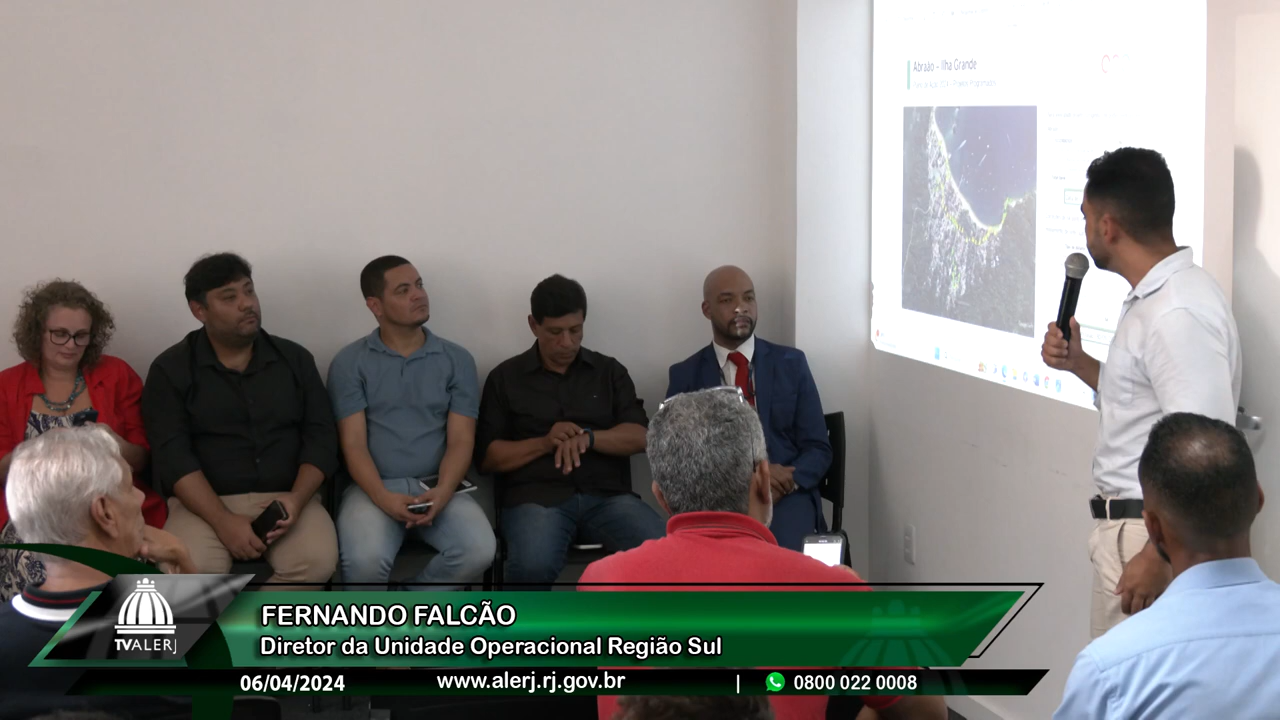 Abraão - Ilha Grande
FERNANDO FALCÃO
Diretor da Unidade Operacional Região Sul
TVALERJ
06/04/2024 www.alerj.rj.gov.br | 0800 022 0008